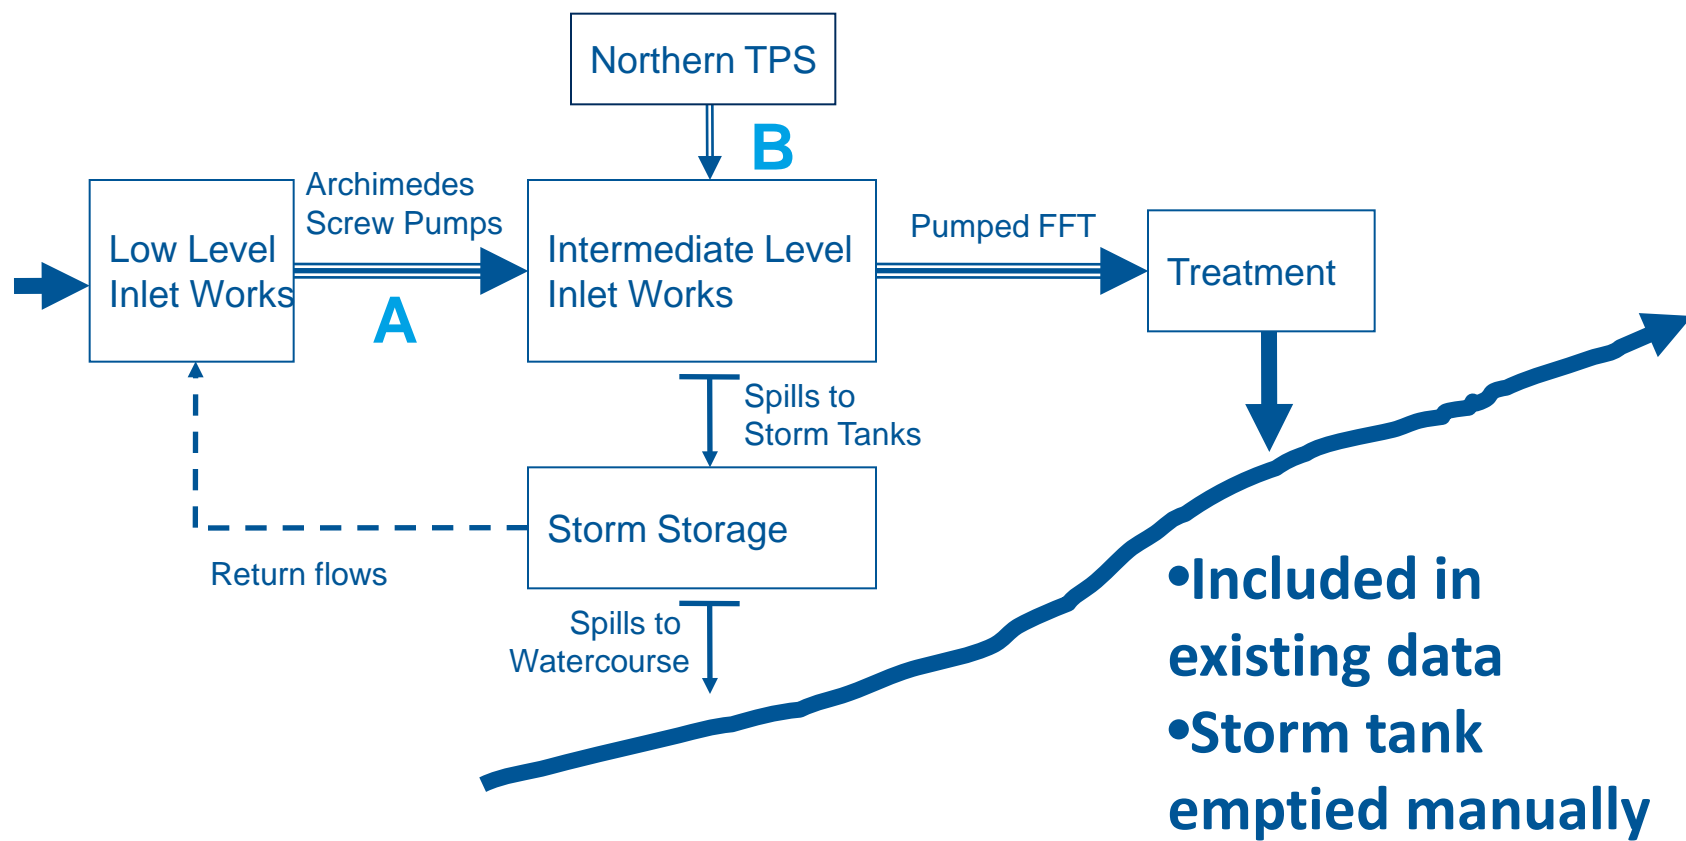 Northern TPS
B
Archimedes
Screw Pumps
Low Level
Inlet Works
A
Intermediate Level
Inlet Works
Pumped FFT
Treatment
Spills to
Storm Tanks
Storm Storage
Return flows
Spills to
Watercourse
•Included in
existing data
•Storm tank
emptied manually